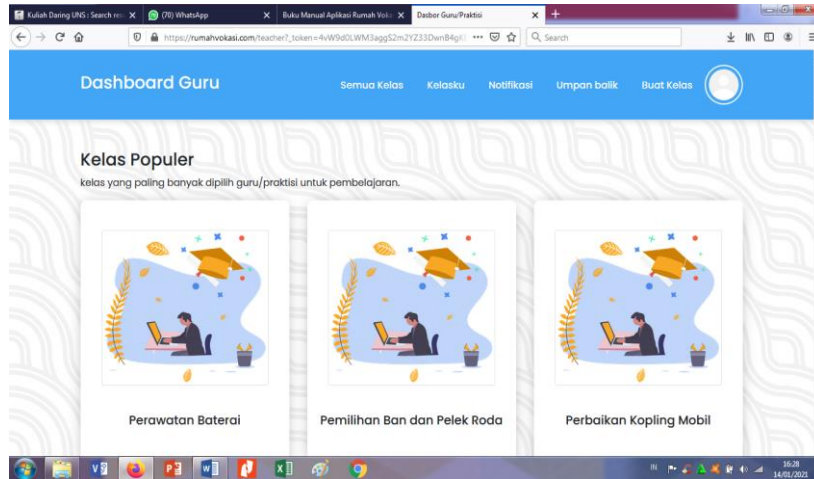 Kuliah Daring UNS : Search res
(70) WhatsApp
Buku Manual Aplikasi Rumah Vok
Dasbor Guru/Praktisi
https://rumahvokasi.com/teacher?_token=4vW9d0LWM3aggS2m2YZ33DwnB4gK
Search
Dashboard Guru
Semua Kelas
Kelasku
Notifikasi
Umpan balik
Buat Kelas
Kelas Populer
kelas yang paling banyak dipilih guru/praktisi untuk pembelajaran.
Perawatan Baterai
Pemilihan Ban dan Pelek Roda
Perbaikan Kopling Mobil
IN
16:28
14/01/2021